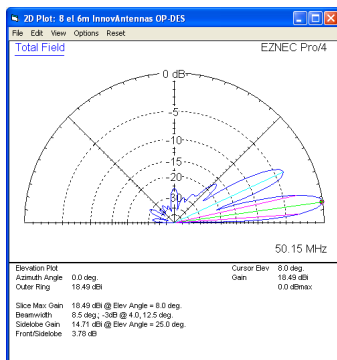 2D Plot: 8 el 6m InnovAntennas OP-DES
File Edit View Options Reset
Total Field EZNEC Pro/4
0 dB
-5
-10
-15
-20
-30
50.15 MHz
Elevation Plot Cursor Elev 8.0 deg.
Azimuth Angle 0.0 deg. Gain 18.49 dBi
Outer Ring 18.49 dBi 0.0 dBmax
Slice Max Gain 18.49 dBi @ Elev Angle = 8.0 deg.
Beamwidth 8.5 deg.; -3dB @ 4.0, 12.5 deg.
Sidelobe Gain 14.71 dBi @ Elev Angle = 25.0 deg.
Front/Sidelobe 3.78 dB